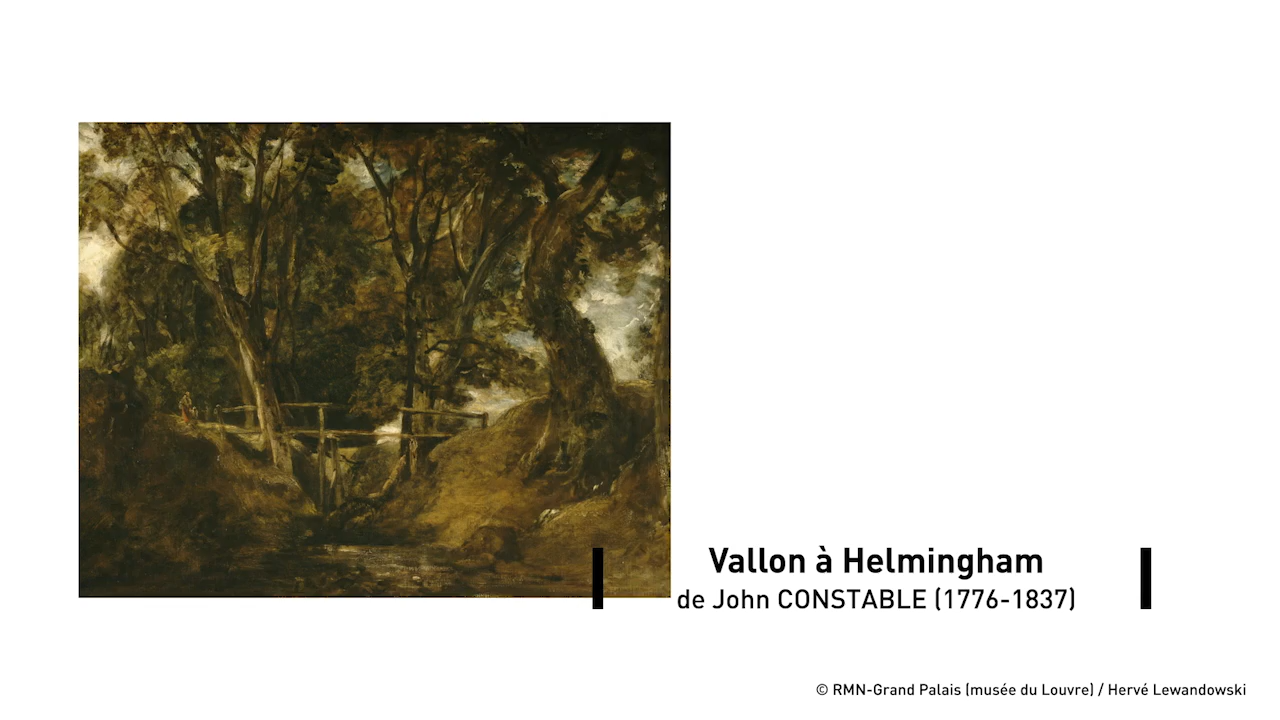 Vallon à Helmingham
de John CONSTABLE (1776-1837)
© RMN-Grand Palais (musée du Louvre) / Hervé Lewandowski